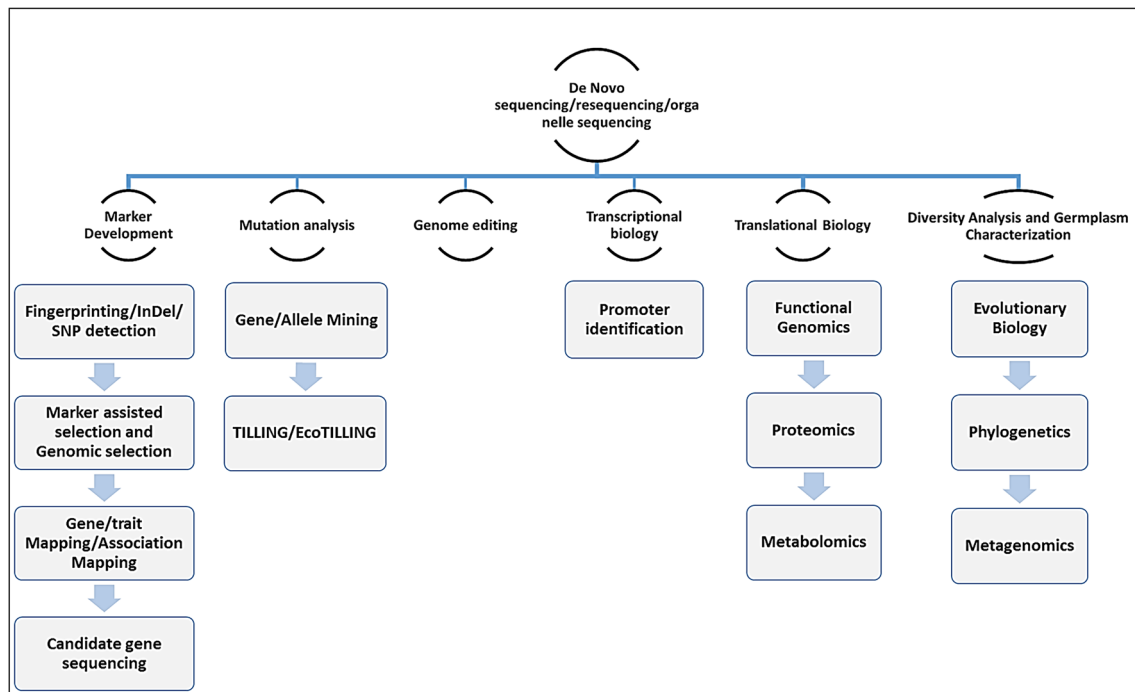 De Novo
sequencing/resequencing/orga
nelle sequencing
Marker
Development
Mutation analysis
Genome editing
Transcriptional
biology
Translational Biology
Diversity Analysis and Germplasm
Characterization
Fingerprinting/InDel/
SNP detection
Marker assisted
selection and
Genomic selection
Gene/trait
Mapping/Association
Mapping
Candidate gene
sequencing
Gene/Allele Mining
TILLING/EcoTILLING
Promoter
identification
Functional
Genomics
Proteomics
Metabolomics
Evolutionary
Biology
Phylogenetics
Metagenomics